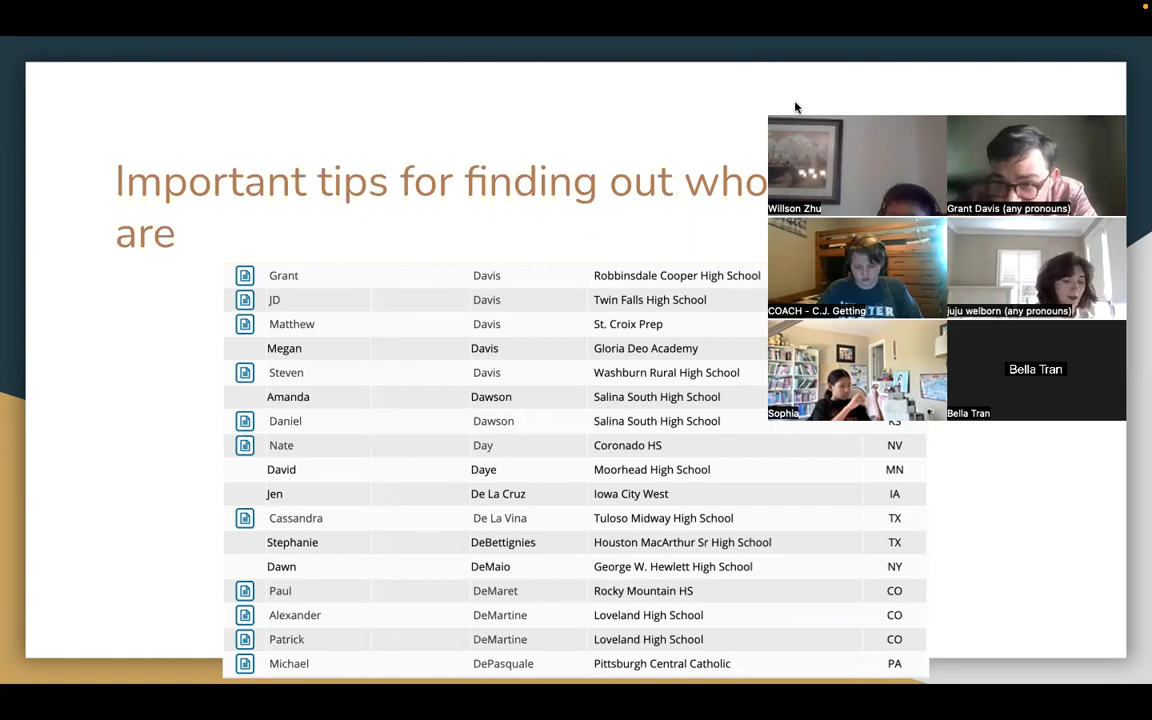 Important tips for finding out who
are
Grant Davis Robbinsdale Cooper High School
JD Davis Twin Falls High School
Matthew Davis St. Croix Prep
Megan Davis Gloria Deo Academy
Steven Davis Washburn Rural High School
Amanda Dawson Salina South High School
Daniel Dawson Salina South High School KS
Nate Day Coronado HS NV
David Daye Moorhead High School MN
Jen De La Cruz Iowa City West IA
Cassandra De La Vina Tuloso Midway High School TX
Stephanie DeBettignies Houston MacArthur Sr High School TX
Dawn DeMaio George W. Hewlett High School NY
Paul DeMaret Rocky Mountain HS CO
Alexander DeMartine Loveland High School CO
Patrick DeMartine Loveland High School CO
Michael DePasquale Pittsburgh Central Catholic PA
Willson Zhu
Grant Davis (any pronouns)
COACH - C.J. Getting
juju welborn (any pronouns)
Sophia
Bella Tran
Bella Tran